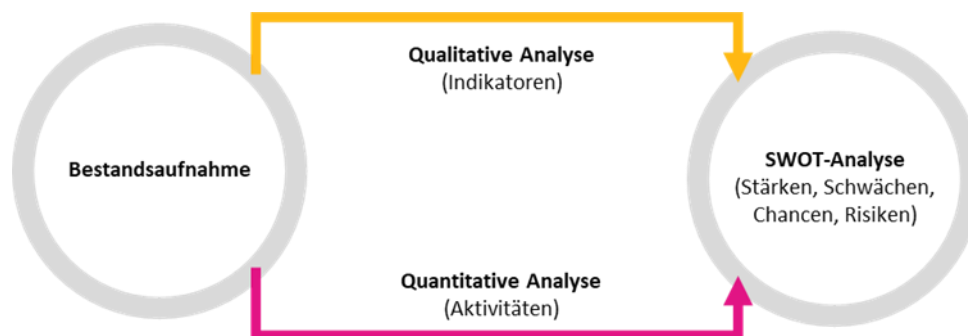 Qualitative Analyse
(Indikatoren)
Bestandsaufnahme
SWOT-Analyse
(Stärken, Schwächen,
Chancen, Risiken)
Quantitative Analyse
(Aktivitäten)